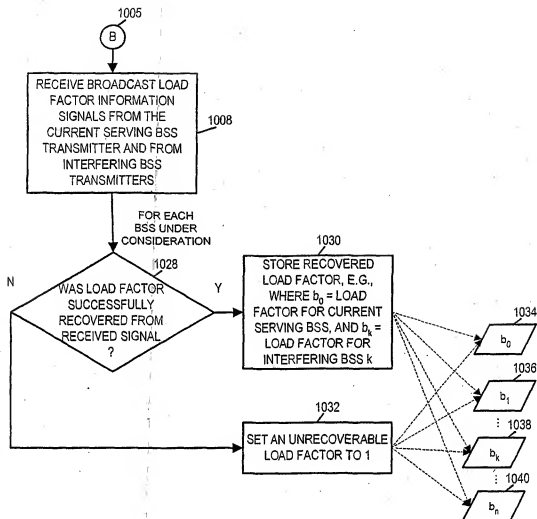 1005
B
RECEIVE BROADCAST LOAD
FACTOR INFORMATION
SIGNALS FROM THE
CURRENT SERVING BSS
TRANSMITTER AND FROM
INTERFERING BSS
TRANSMITTERS
1008
FOR EACH
BSS UNDER
CONSIDERATION
1028
N
WAS LOAD FACTOR
SUCCESSFULLY
RECOVERED FROM
RECEIVED SIGNAL
?
Y
1030
STORE RECOVERED
LOAD FACTOR, E.G.,
WHERE b0 = LOAD
FACTOR FOR CURRENT
SERVING BSS, AND bk =
LOAD FACTOR FOR
INTERFERING BSS k
1032
SET AN UNRECOVERABLE
LOAD FACTOR TO 1
1034
b0
1036
b1
⋮
1038
bk
⋮
1040
bn